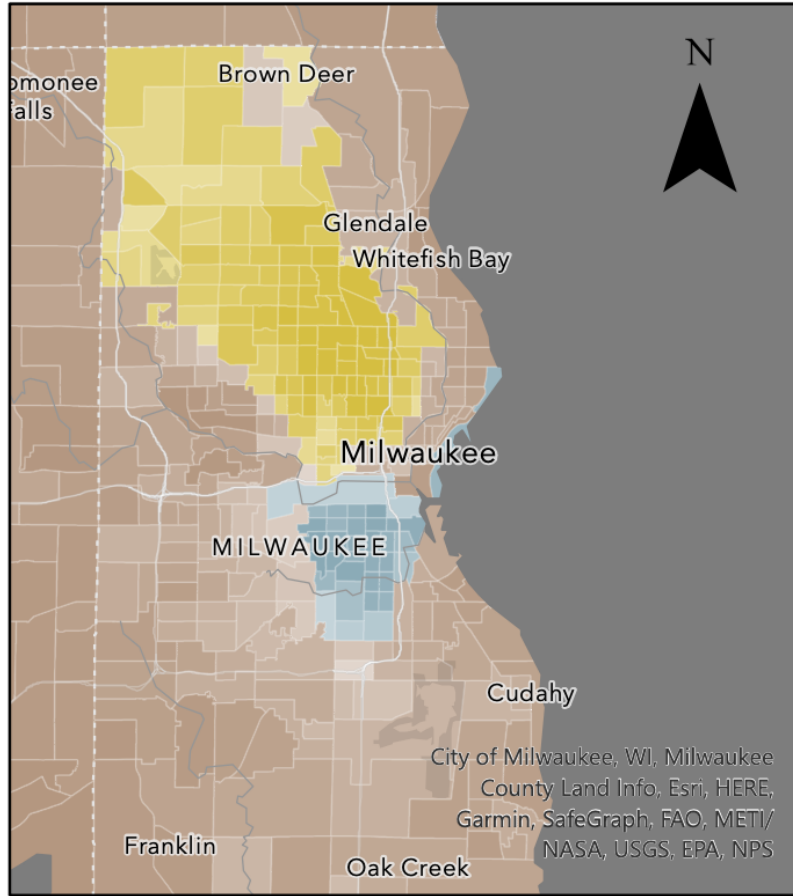 N
Brown Deer
omonee
alls
Glendale
Whitefish Bay
Milwaukee
MILWAUKEE
Cudahy
City of Milwaukee, WI, Milwaukee
County Land Info, Esri, HERE,
Garmin, SafeGraph, FAO, METI/
NASA, USGS, EPA, NPS
Franklin
Oak Creek